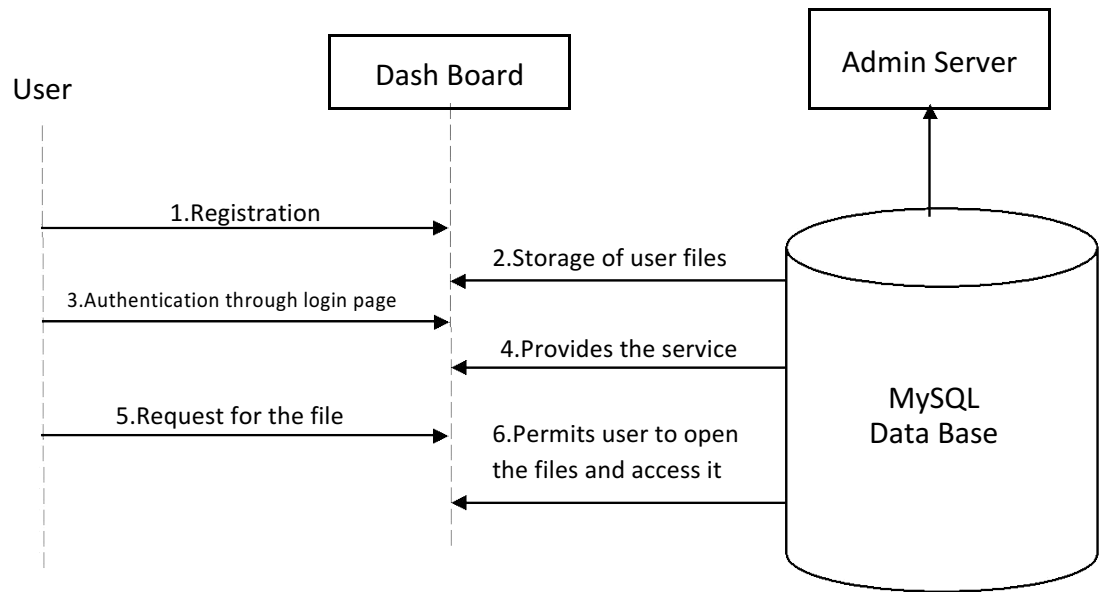 User
Dash Board
Admin Server
1.Registration
2.Storage of user files
3.Authentication through login page
4.Provides the service
5.Request for the file
6.Permits user to open
the files and access it
MySQL
Data Base